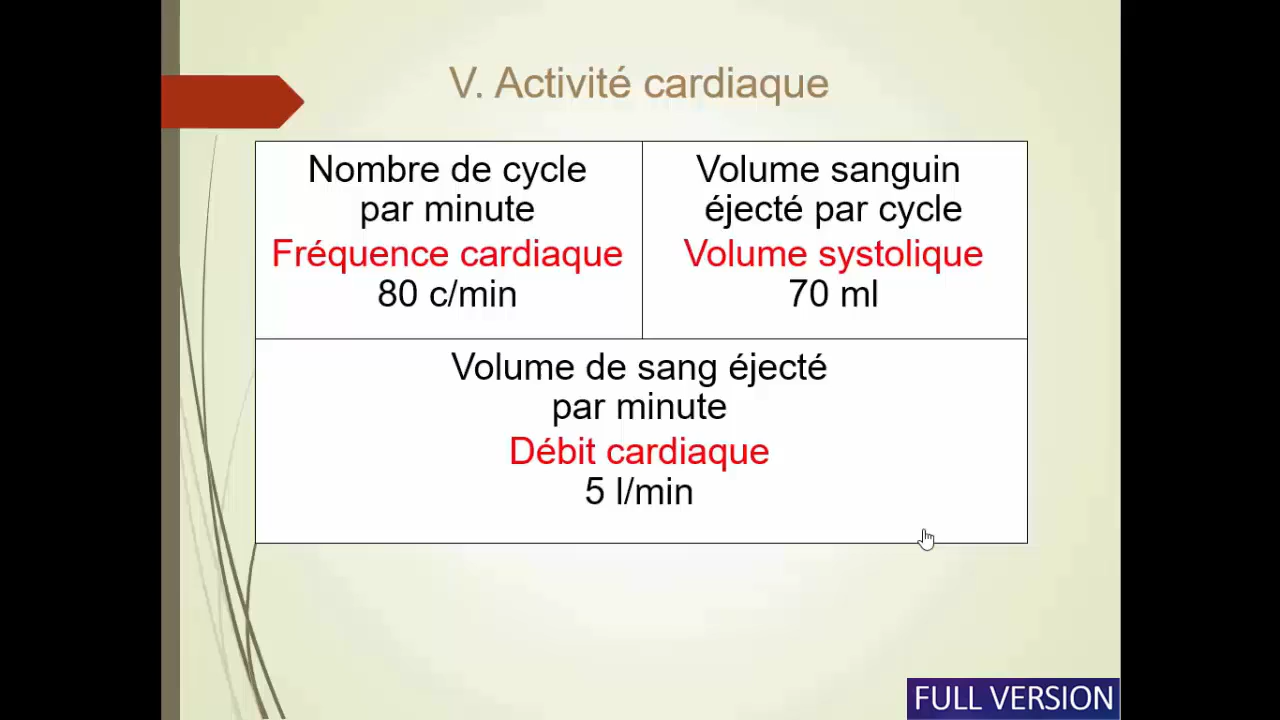 V. Activité cardiaque
Nombre de cycle
par minute
Fréquence cardiaque
80 c/min
Volume sanguin
éjecté par cycle
Volume systolique
70 ml
Volume de sang éjecté
par minute
Débit cardiaque
5 l/min
FULL VERSION